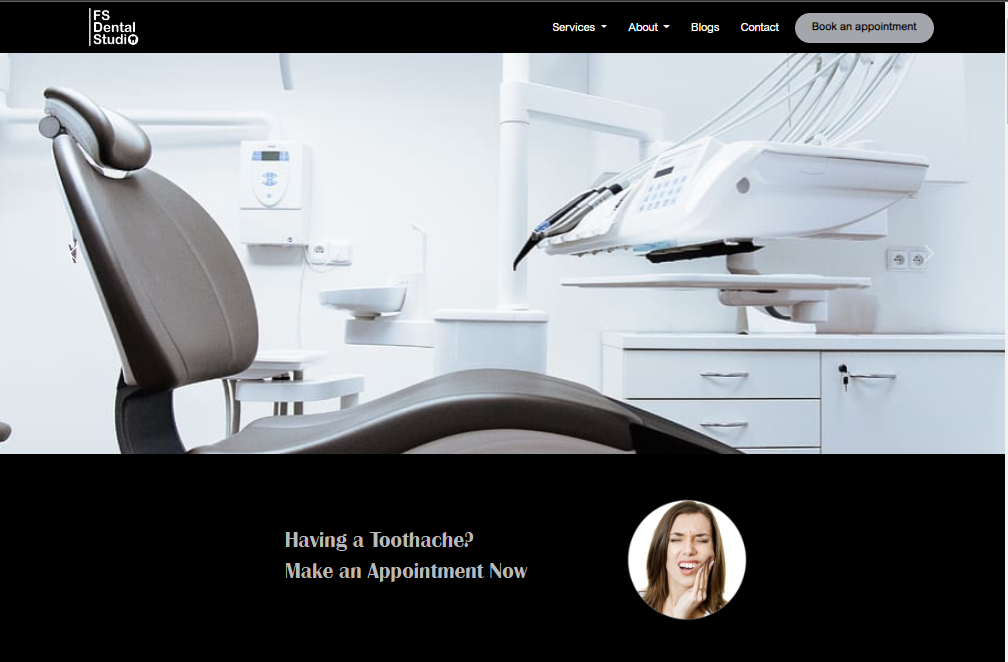 FS
Dental
Studio
Services
About
Blogs
Contact
Book an appointment
Having a Toothache?
Make an Appointment Now